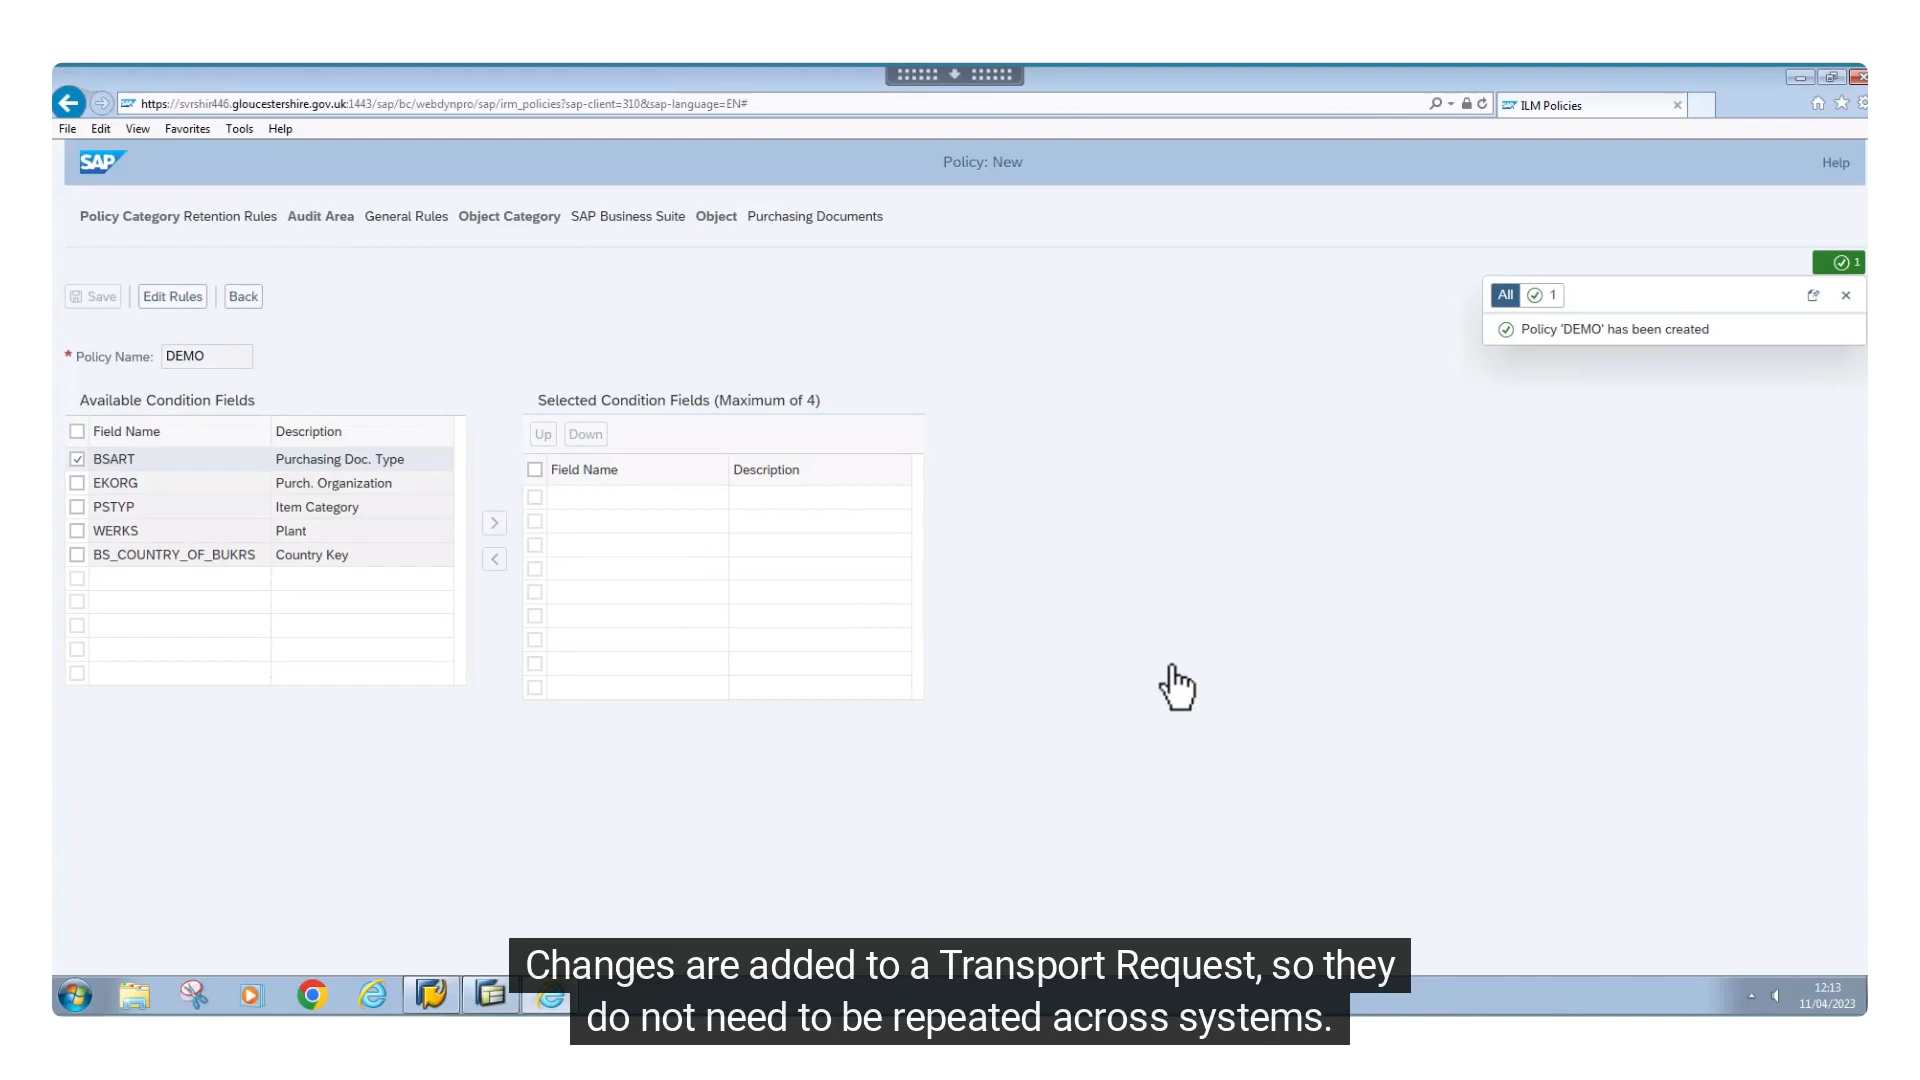 https://svrshir446.gloucestershire.gov.uk:1443/sap/bc/webdynpro/sap/irm_policies?sap-client=310&sap-language=EN#
ILM Policies
File Edit View Favorites Tools Help
SAP
Policy: New
Help
Policy Category Retention Rules Audit Area General Rules Object Category SAP Business Suite Object Purchasing Documents
1
Save Edit Rules Back
All 1
Policy 'DEMO' has been created
* Policy Name: DEMO
Available Condition Fields
Field Name Description
BSART Purchasing Doc. Type
EKORG Purch. Organization
PSTYP Item Category
WERKS Plant
BS_COUNTRY_OF_BUKRS Country Key
Selected Condition Fields (Maximum of 4)
Up Down
Field Name Description
Changes are added to a Transport Request, so they
do not need to be repeated across systems.
12:13
11/04/2023